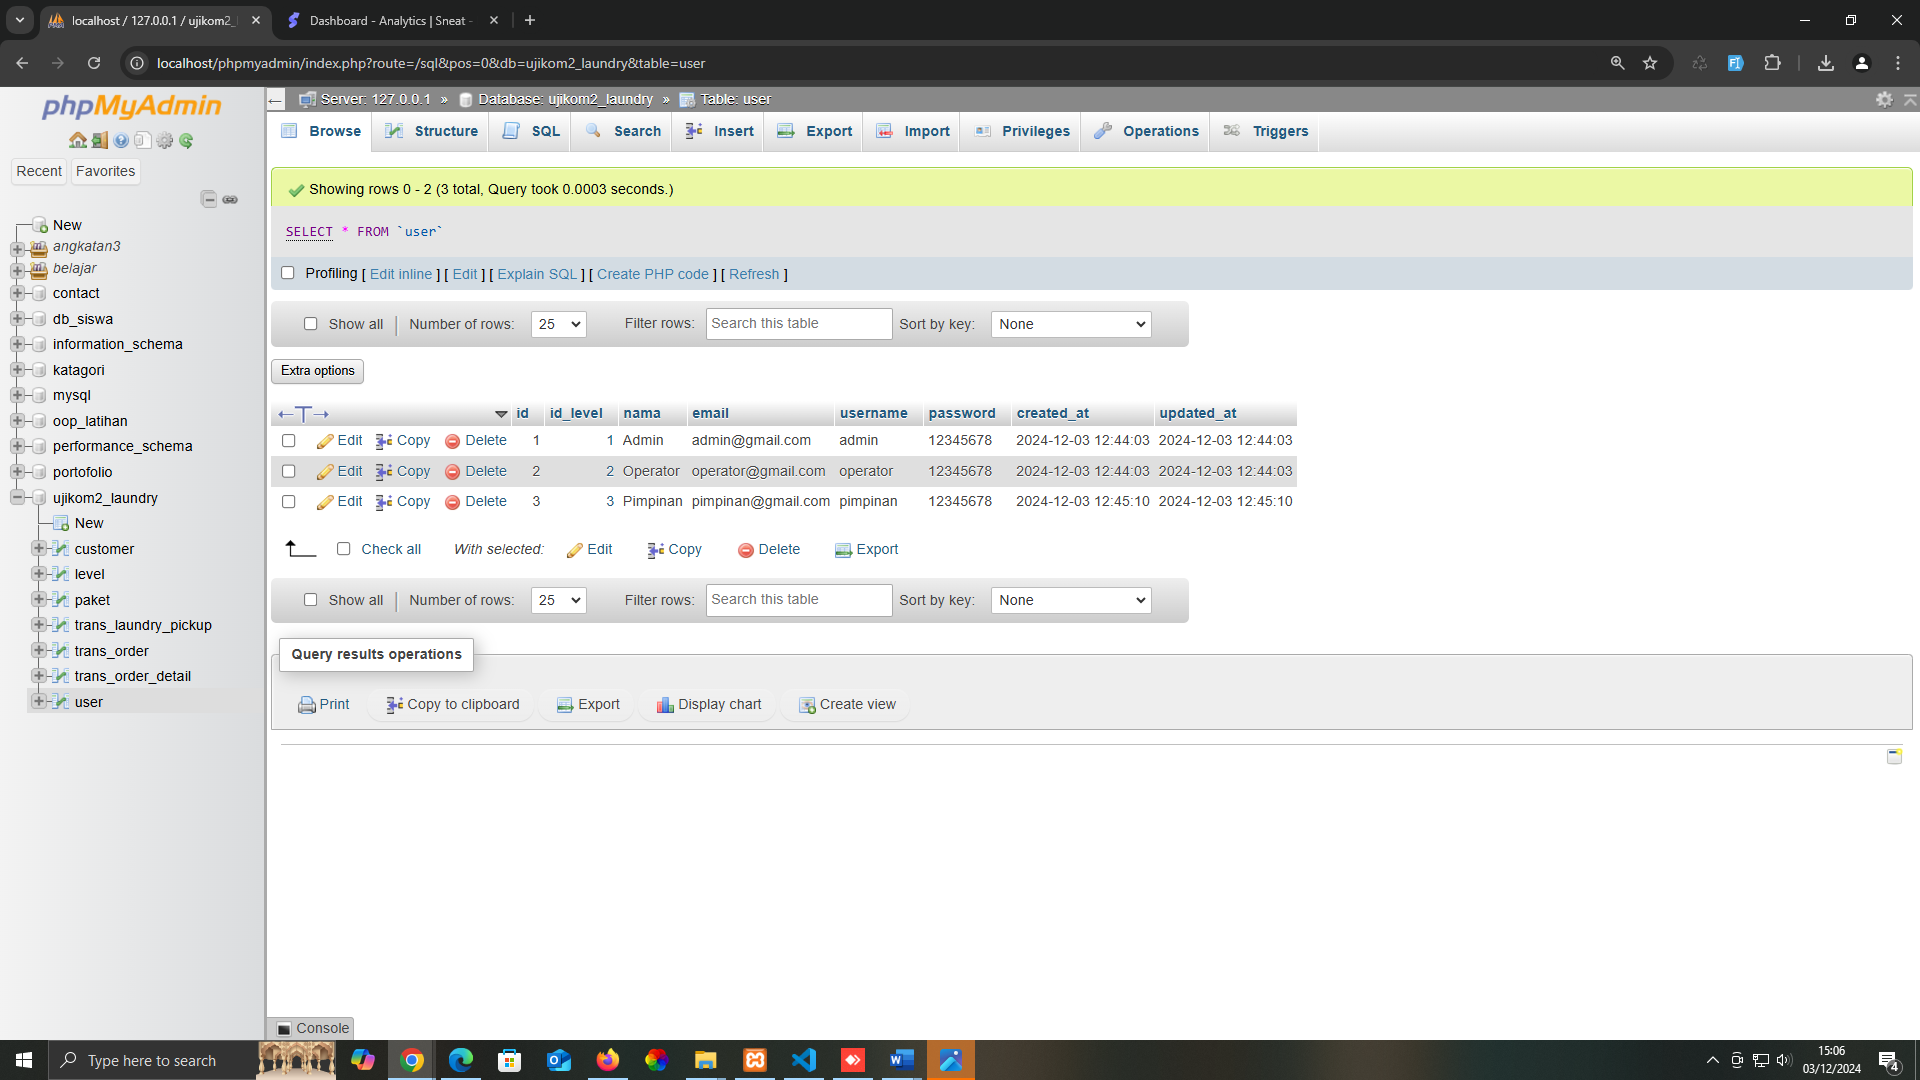 localhost / 127.0.0.1 / ujikom2_
Dashboard - Analytics | Sneat -
localhost/phpmyadmin/index.php?route=/sql&pos=0&db=ujikom2_laundry&table=user
phpMyAdmin
Recent
Favorites
New
angkatan3
belajar
contact
db_siswa
information_schema
katagori
mysql
oop_latihan
performance_schema
portofolio
ujikom2_laundry
New
customer
level
paket
trans_laundry_pickup
trans_order
trans_order_detail
user
Server: 127.0.0.1 » Database: ujikom2_laundry » Table: user
Browse Structure SQL Search Insert Export Import Privileges Operations Triggers
Showing rows 0 - 2 (3 total, Query took 0.0003 seconds.)
SELECT * FROM `user`
Profiling [ Edit inline ] [ Edit ] [ Explain SQL ] [ Create PHP code ] [ Refresh ]
Show all | Number of rows: 25 Filter rows: Search this table Sort by key: None
Extra options
id id_level nama email username password created_at updated_at
Edit Copy Delete 1 1 Admin admin@gmail.com admin 12345678 2024-12-03 12:44:03 2024-12-03 12:44:03
Edit Copy Delete 2 2 Operator operator@gmail.com operator 12345678 2024-12-03 12:44:03 2024-12-03 12:44:03
Edit Copy Delete 3 3 Pimpinan pimpinan@gmail.com pimpinan 12345678 2024-12-03 12:45:10 2024-12-03 12:45:10
Check all With selected: Edit Copy Delete Export
Show all | Number of rows: 25 Filter rows: Search this table Sort by key: None
Query results operations
Print Copy to clipboard Export Display chart Create view
Console
Type here to search
15:06
03/12/2024
4